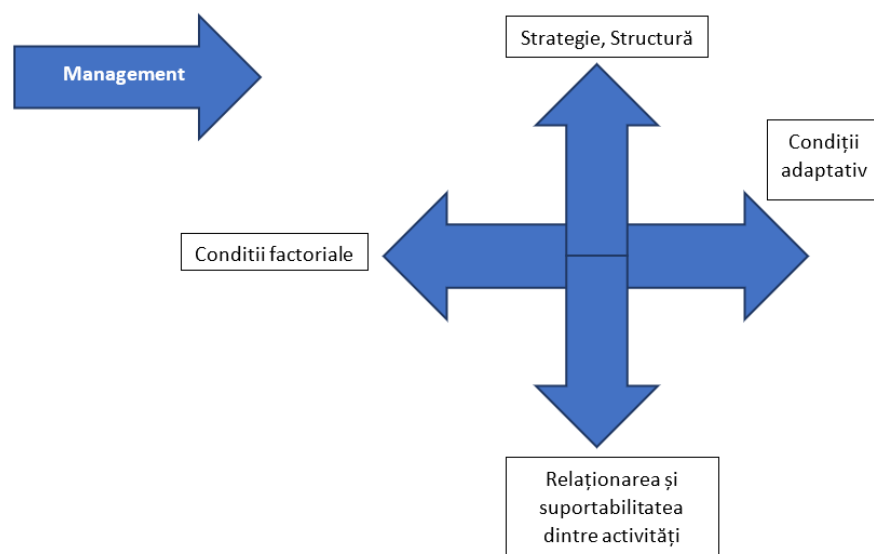 Strategie, Structură
Management
Condiții
adaptativ
Conditii factoriale
Relaționarea și
suportabilitatea
dintre activități